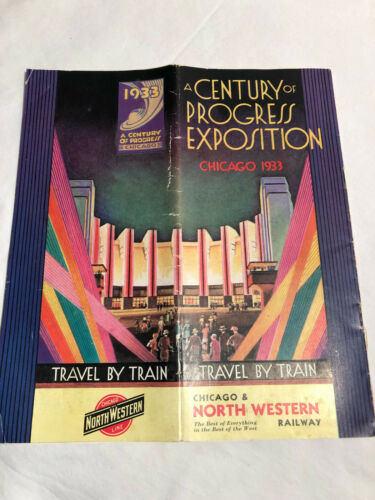 1933
A CENTURY
OF PROGRESS
CHICAGO
TRAVEL BY TRAIN
CHICAGO &
NORTH WESTERN
LINE
A CENTURY OF
PROGRESS
EXPOSITION
CHICAGO 1933
TRAVEL BY TRAIN
CHICAGO &
NORTH WESTERN
RAILWAY
The Best of Everything
in the Best of the West